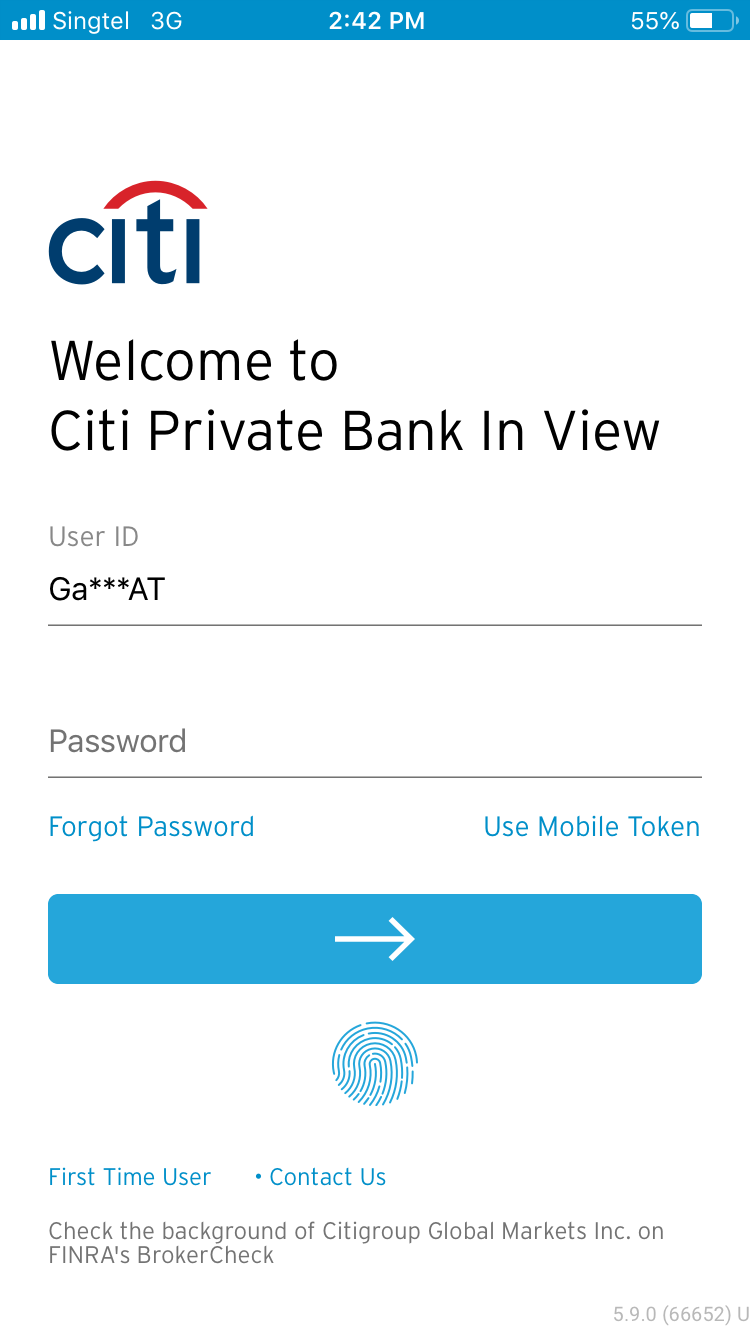 Singtel 3G 2:42 PM 55%
citi
Welcome to
Citi Private Bank In View
User ID
Ga***AT
Password
Forgot Password Use Mobile Token
First Time User • Contact Us
Check the background of Citigroup Global Markets Inc. on
FINRA's BrokerCheck
5.9.0 (66652) U